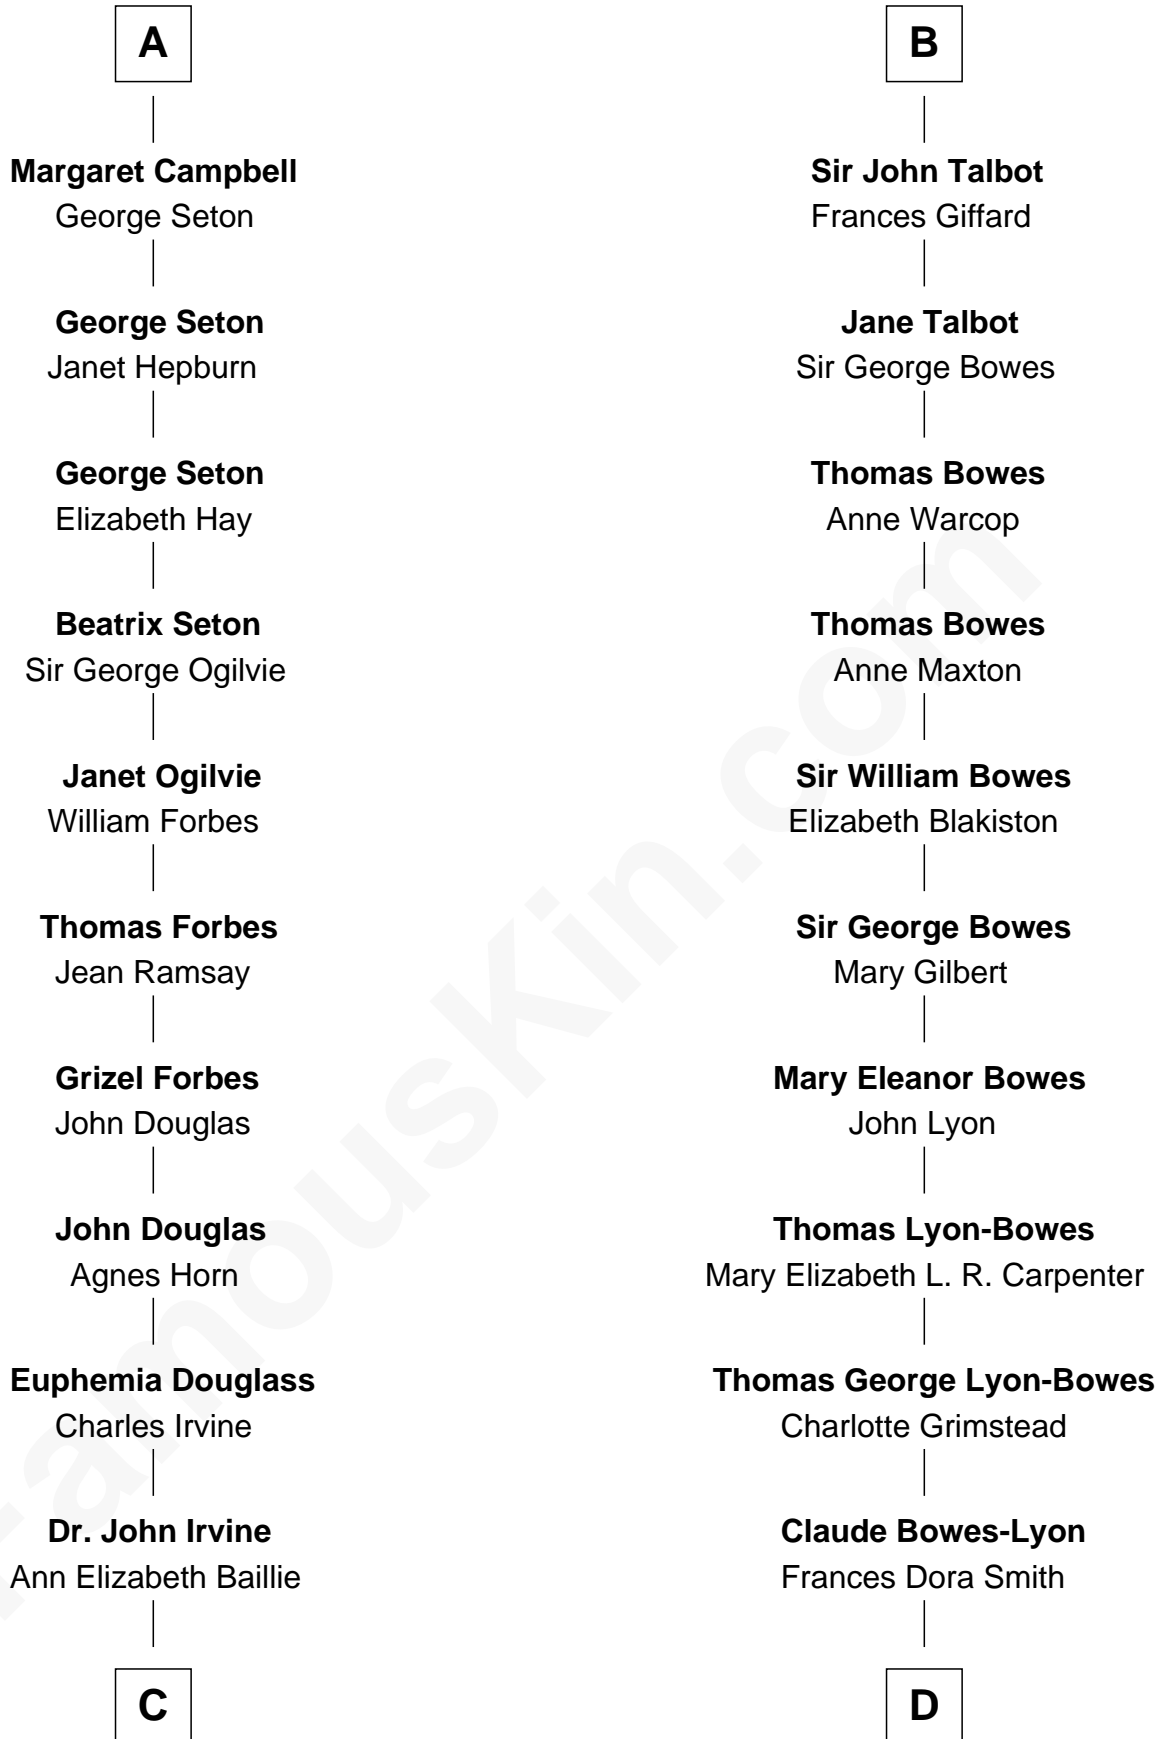 A
Margaret Campbell
George Seton
George Seton
Janet Hepburn
George Seton
Elizabeth Hay
Beatrix Seton
Sir George Ogilvie
Janet Ogilvie
William Forbes
Thomas Forbes
Jean Ramsay
Grizel Forbes
John Douglas
John Douglas
Agnes Horn
Euphemia Douglass
Charles Irvine
Dr. John Irvine
Ann Elizabeth Baillie
C
B
Sir John Talbot
Frances Giffard
Jane Talbot
Sir George Bowes
Thomas Bowes
Anne Warcop
Thomas Bowes
Anne Maxton
Sir William Bowes
Elizabeth Blakiston
Sir George Bowes
Mary Gilbert
Mary Eleanor Bowes
John Lyon
Thomas Lyon-Bowes
Mary Elizabeth L. R. Carpenter
Thomas George Lyon-Bowes
Charlotte Grimstead
Claude Bowes-Lyon
Frances Dora Smith
D
FamousKin.com